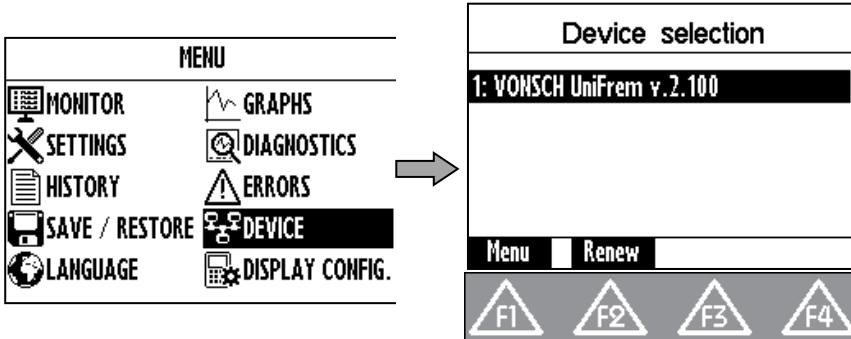 MENU
MONITOR
GRAPHS
SETTINGS
DIAGNOSTICS
HISTORY
ERRORS
SAVE / RESTORE
DEVICE
LANGUAGE
DISPLAY CONFIG.
Device selection
1: VONSCH UniFrem v.2.100
Menu Renew
F1 F2 F3 F4